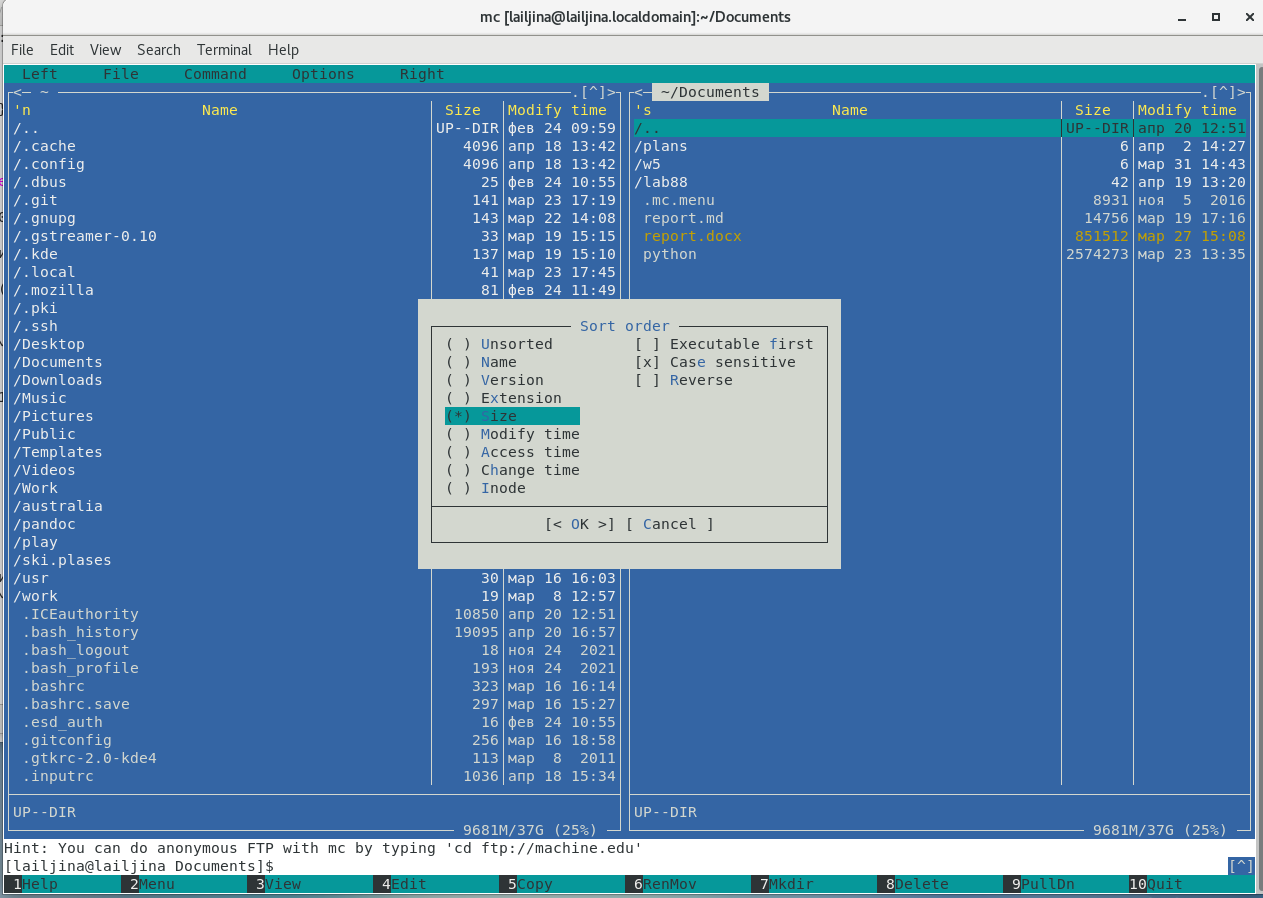 mc [lailjina@lailjina.localdomain]:~/Documents
File Edit View Search Terminal Help
Left File Command Options Right
<─ ~ .[^]>
'n Name Size Modify time
/.. UP--DIR фев 24 09:59
/.cache 4096 апр 18 13:42
/.config 4096 апр 18 13:42
/.dbus 25 фев 24 10:55
/.git 141 мар 23 17:19
/.gnupg 143 мар 22 14:08
/.gstreamer-0.10 33 мар 19 15:15
/.kde 137 мар 19 15:10
/.local 41 мар 23 17:45
/.mozilla 81 фев 24 11:49
/.pki
/.ssh
/Desktop
/Documents
/Downloads
/Music
/Pictures
/Public
/Templates
/Videos
/Work
/australia
/pandoc
/play
/ski.plases
/usr 30 мар 16 16:03
/work 19 мар 8 12:57
.ICEauthority 10850 апр 20 12:51
.bash_history 19095 апр 20 16:57
.bash_logout 18 ноя 24 2021
.bash_profile 193 ноя 24 2021
.bashrc 323 мар 16 16:14
.bashrc.save 297 мар 16 15:27
.esd_auth 16 фев 24 10:55
.gitconfig 256 мар 16 18:58
.gtkrc-2.0-kde4 113 мар 8 2011
.inputrc 1036 апр 18 15:34
UP--DIR
9681M/37G (25%)
<─ ~/Documents .[^]>
's Name Size Modify time
/.. UP--DIR апр 20 12:51
/plans 6 апр 2 14:27
/w5 6 мар 31 14:43
/lab88 42 апр 19 13:20
.mc.menu 8931 ноя 5 2016
report.md 14756 мар 19 17:16
report.docx 851512 мар 27 15:08
python 2574273 мар 23 13:35
UP--DIR
9681M/37G (25%)
Sort order
( ) Unsorted [ ] Executable first
( ) Name [x] Case sensitive
( ) Version [ ] Reverse
( ) Extension
(*) Size
( ) Modify time
( ) Access time
( ) Change time
( ) Inode
[< OK >] [ Cancel ]
Hint: You can do anonymous FTP with mc by typing 'cd ftp://machine.edu'
[lailjina@lailjina Documents]$ [^]
1Help 2Menu 3View 4Edit 5Copy 6RenMov 7Mkdir 8Delete 9PullDn 10Quit